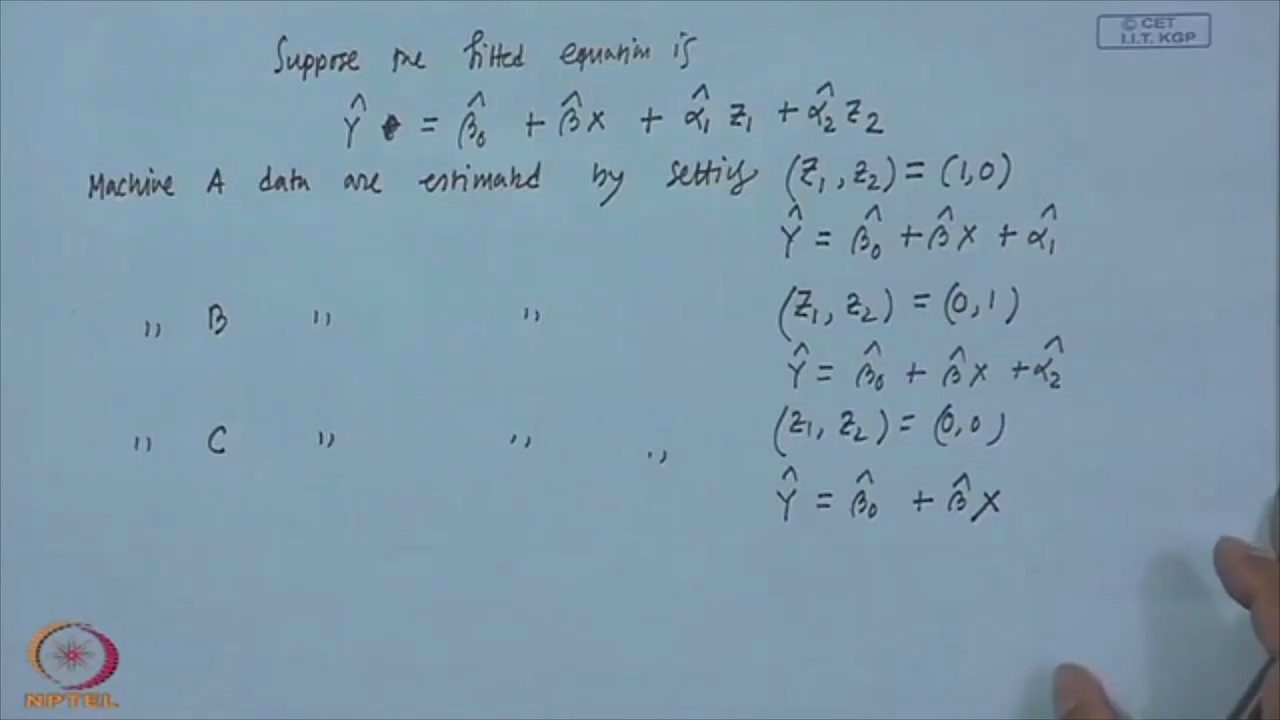 © CET
I.I.T. KGP
Suppose the fitted equation is
Ŷ = β̂₀ + β̂x + α̂₁ z₁ + α̂₂ z₂
Machine A data are estimated by setting (z₁, z₂) = (1,0)
Ŷ = β̂₀ + β̂x + α̂₁
,, B ,, ,, (z₁, z₂) = (0,1)
Ŷ = β̂₀ + β̂x + α̂₂
,, C ,, ,, ,, (z₁, z₂) = (0,0)
Ŷ = β̂₀ + β̂x
NPTEL